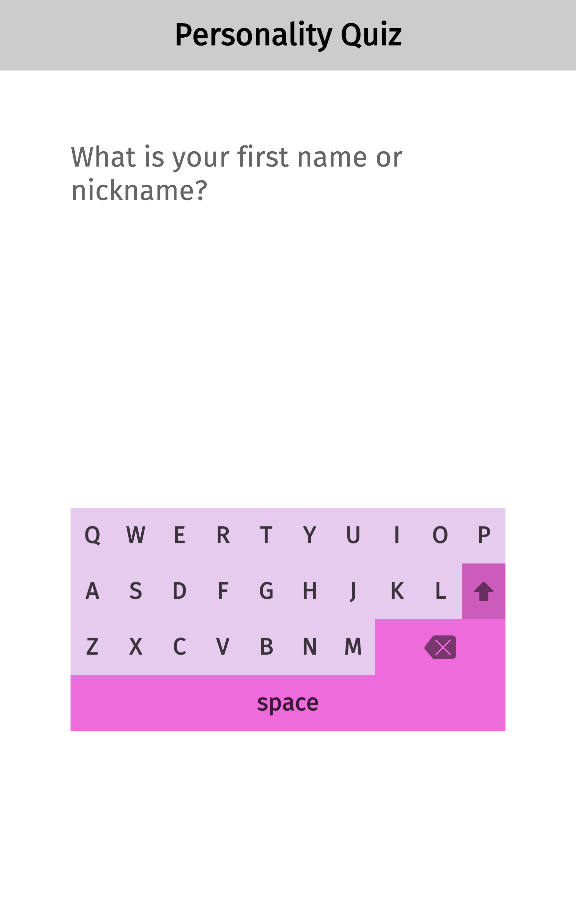 Personality Quiz
What is your first name or
nickname?
Q W E R T Y U I O P
A S D F G H J K L
Z X C V B N M
space